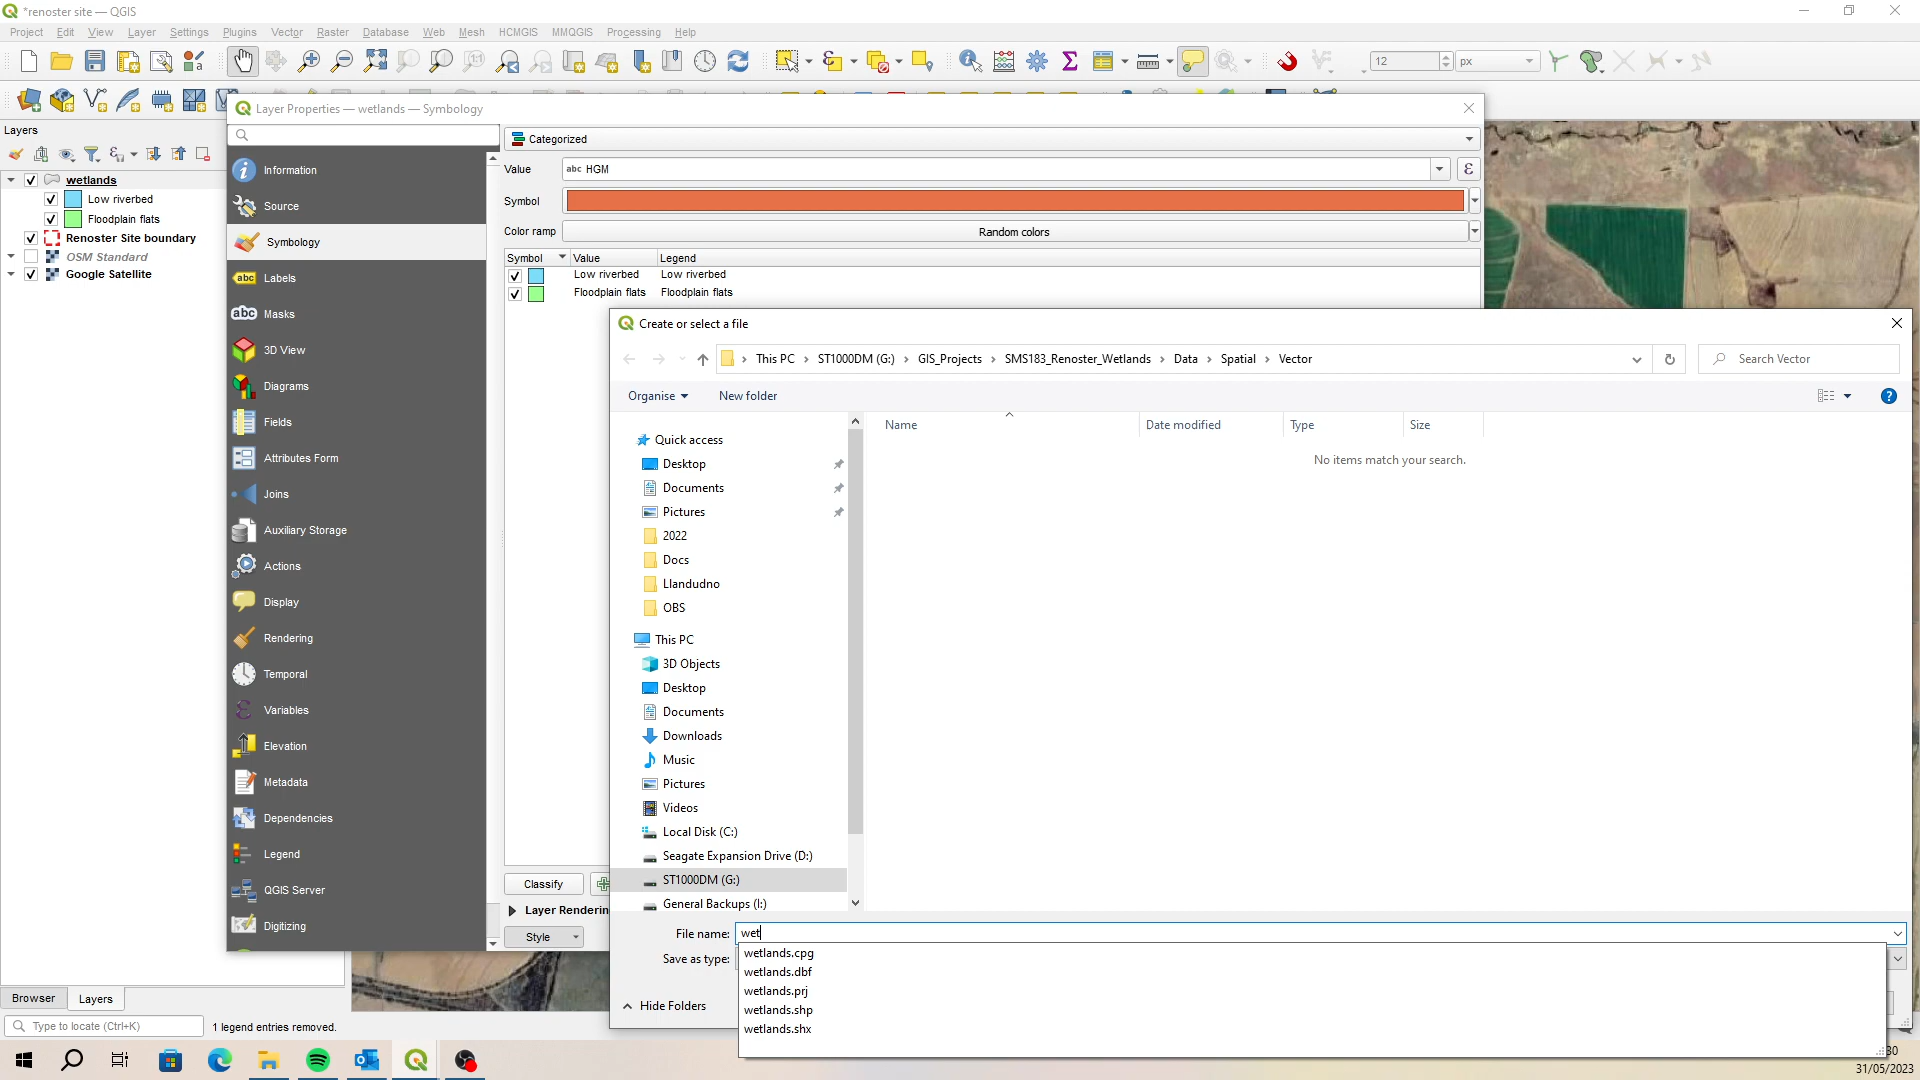 *renoster site — QGIS
Project Edit View Layer Settings Plugins Vector Raster Database Web Mesh HCMGIS MMQGIS Processing Help
12 px
Layers
wetlands
Low riverbed
Floodplain flats
Renoster Site boundary
OSM Standard
Google Satellite
Layer Properties — wetlands — Symbology
Information
Source
Symbology
abc Labels
abc Masks
3D View
Diagrams
Fields
Attributes Form
Joins
Auxiliary Storage
Actions
Display
Rendering
Temporal
Variables
Elevation
Metadata
Dependencies
Legend
QGIS Server
Digitizing
Categorized
Value abc HGM
Symbol
Color ramp Random colors
Symbol Value Legend
Low riverbed Low riverbed
Floodplain flats Floodplain flats
Classify
Layer Renderin
Style
Create or select a file
This PC › ST1000DM (G:) › GIS_Projects › SMS183_Renoster_Wetlands › Data › Spatial › Vector
Search Vector
Organise New folder
Name Date modified Type Size
No items match your search.
Quick access
Desktop
Documents
Pictures
2022
Docs
Llandudno
OBS
This PC
3D Objects
Desktop
Documents
Downloads
Music
Pictures
Videos
Local Disk (C:)
Seagate Expansion Drive (D:)
ST1000DM (G:)
General Backups (I:)
File name: wet
Save as type:
wetlands.cpg
wetlands.dbf
wetlands.prj
wetlands.shp
wetlands.shx
Hide Folders
Browser Layers
Type to locate (Ctrl+K) 1 legend entries removed.
30
31/05/2023